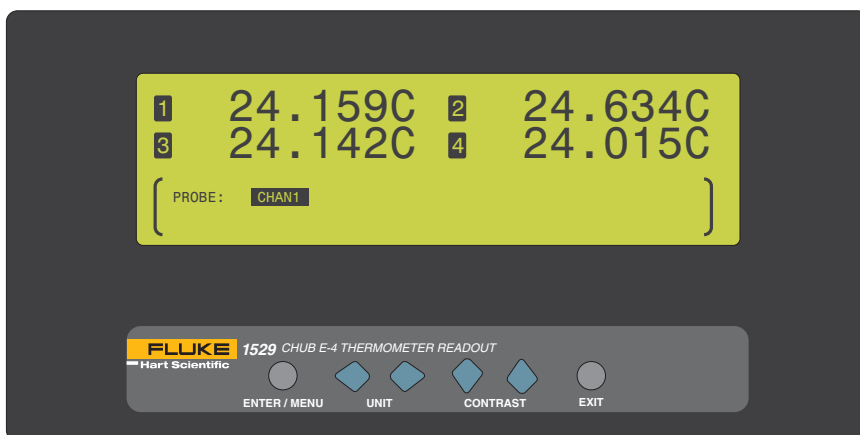 1 24.159C 2 24.634C
3 24.142C 4 24.015C
PROBE: CHAN1
FLUKE 1529 CHUB E-4 THERMOMETER READOUT
Hart Scientific
ENTER / MENU UNIT CONTRAST EXIT